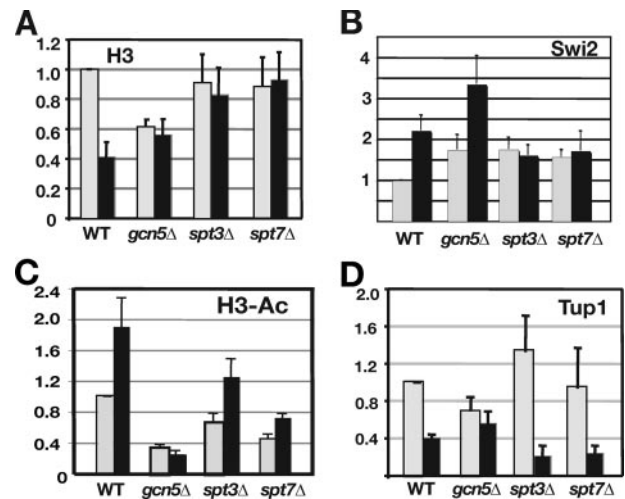 A
H3
1.2
1.0
0.8
0.6
0.4
0.2
0
WT gcn5Δ spt3Δ spt7Δ
B
Swi2
4
3
2
1
WT gcn5Δ spt3Δ spt7Δ
C
H3-Ac
2.4
2.0
1.6
1.2
0.8
0.4
0
WT gcn5Δ spt3Δ spt7Δ
D
Tup1
2.0
1.6
1.2
0.8
0.4
WT gcn5Δ spt3Δ spt7Δ